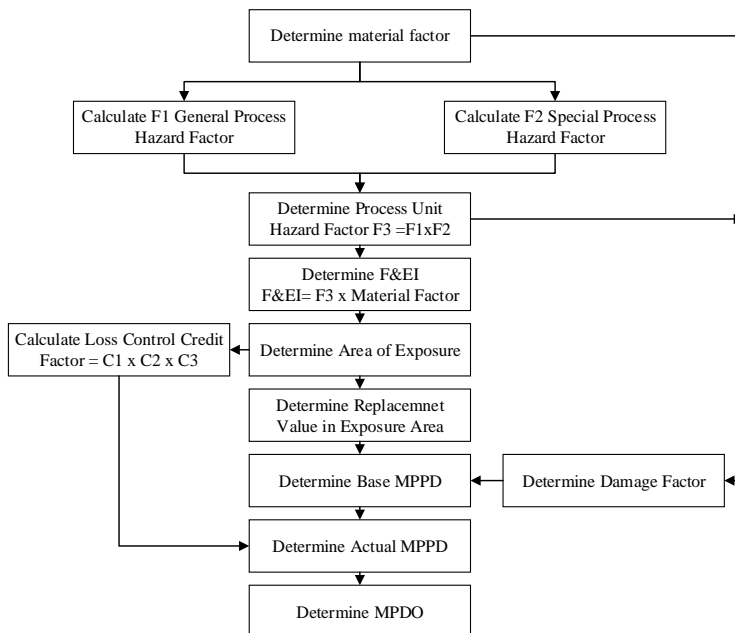 Determine material factor
Calculate F1 General Process
Hazard Factor
Calculate F2 Special Process
Hazard Factor
Determine Process Unit
Hazard Factor F3 =F1xF2
Determine F&EI
F&EI= F3 x Material Factor
Calculate Loss Control Credit
Factor = C1 x C2 x C3
Determine Area of Exposure
Determine Replacemnet
Value in Exposure Area
Determine Base MPPD
Determine Damage Factor
Determine Actual MPPD
Determine MPDO